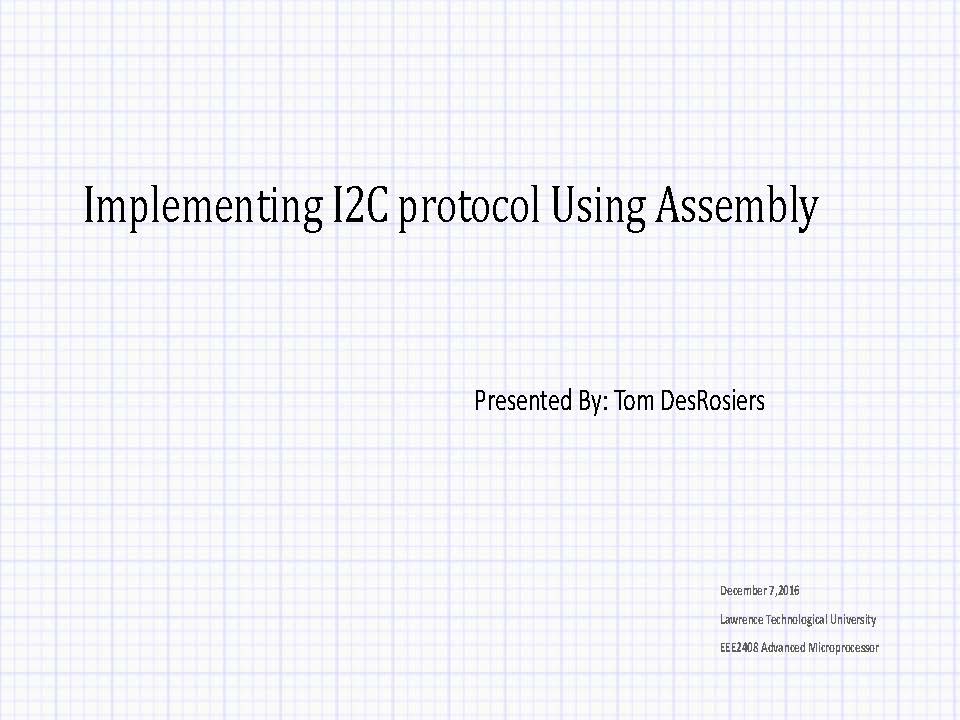 Implementing I2C protocol Using Assembly
Presented By: Tom DesRosiers
December 7,2016
Lawrence Technological University
EEE2408 Advanced Microprocessor